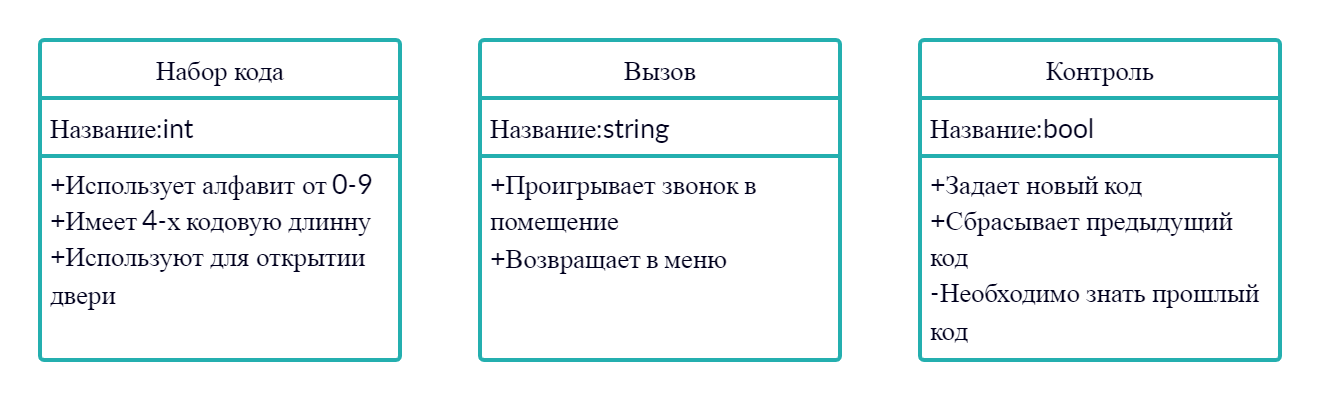 Набор кода
Название:int
+Использует алфавит от 0-9
+Имеет 4-х кодовую длинну
+Используют для открытии
двери
Вызов
Название:string
+Проигрывает звонок в
помещение
+Возвращает в меню
Контроль
Название:bool
+Задает новый код
+Сбрасывает предыдущий
код
-Необходимо знать прошлый
код